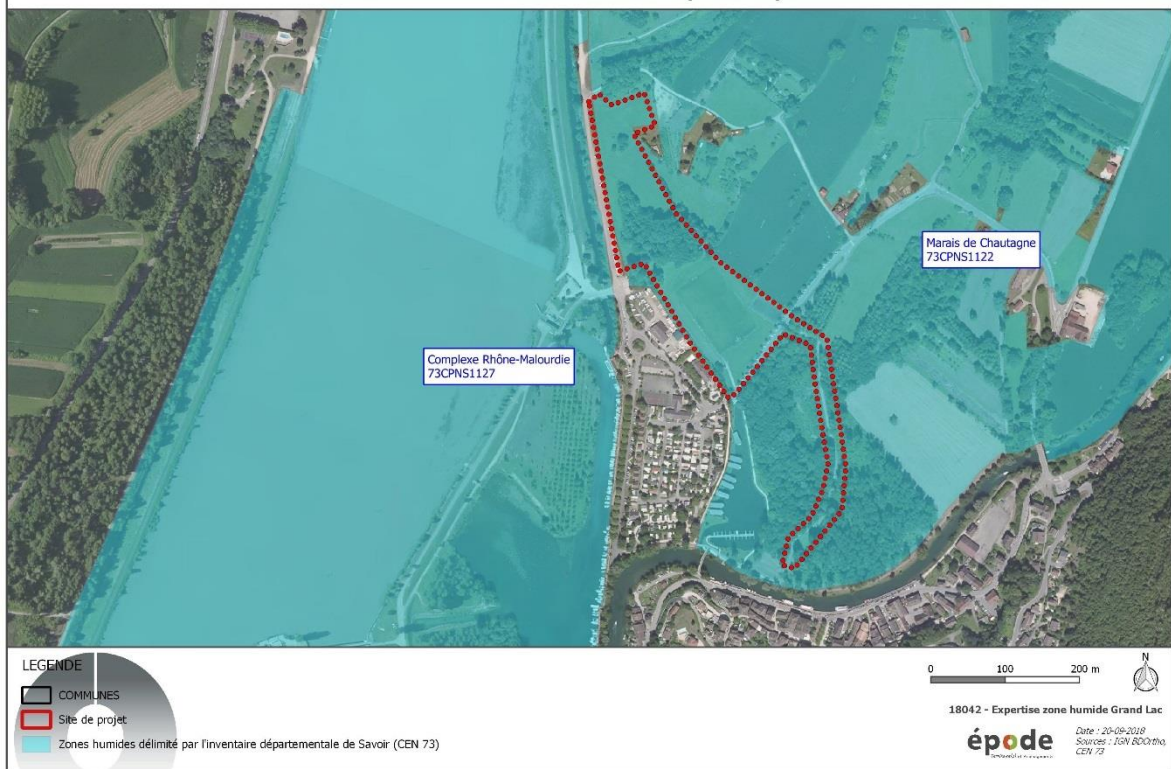 Complexe Rhône-Malourdie
73CPNS1127
Marais de Chautagne
73CPNS1122
LEGENDE
COMMUNES
Site de projet
Zones humides délimité par l'inventaire départementale de Savoir (CEN 73)
0 100 200 m
N
18042 - Expertise zone humide Grand Lac
épode
Date : 20-09-2018
Sources : IGN BDOrtho,
CEN 73